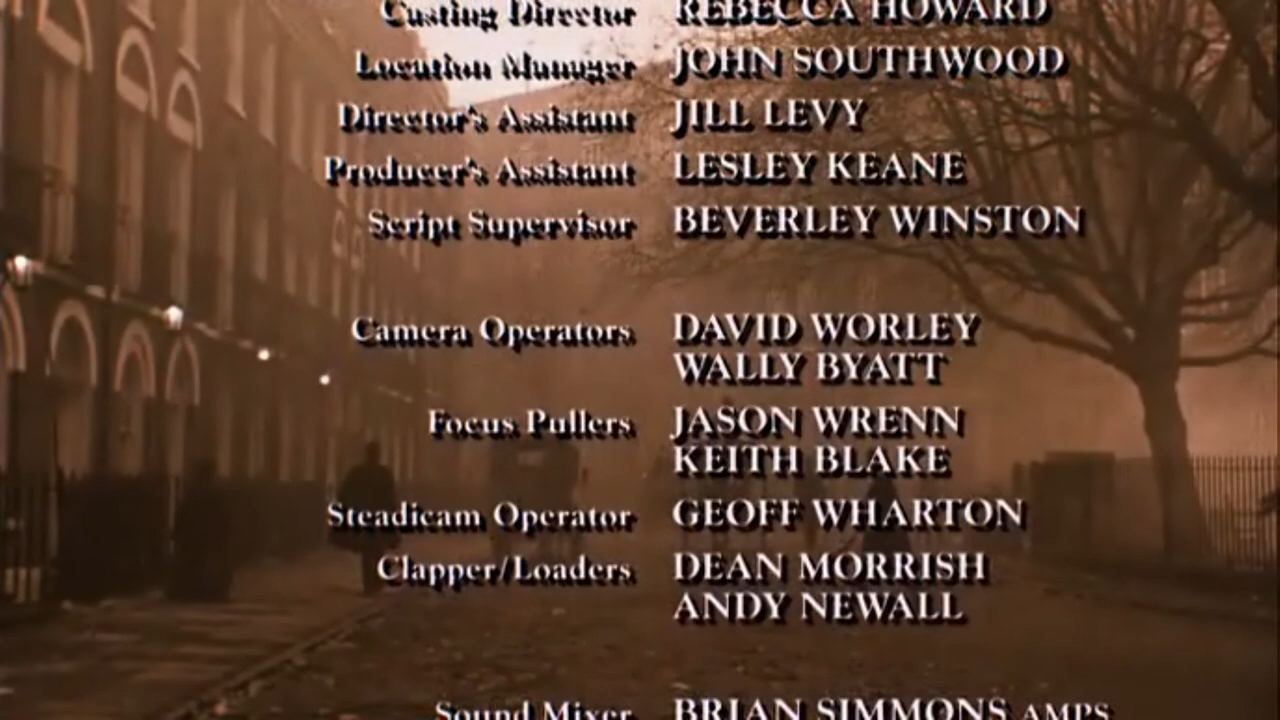 Casting Director REBECCA HOWARD
Location Manager JOHN SOUTHWOOD
Director's Assistant JILL LEVY
Producer's Assistant LESLEY KEANE
Script Supervisor BEVERLEY WINSTON
Camera Operators DAVID WORLEY
WALLY BYATT
Focus Pullers JASON WRENN
KEITH BLAKE
Steadicam Operator GEOFF WHARTON
Clapper/Loaders DEAN MORRISH
ANDY NEWALL
Sound Mixer BRIAN SIMMONS AMPS